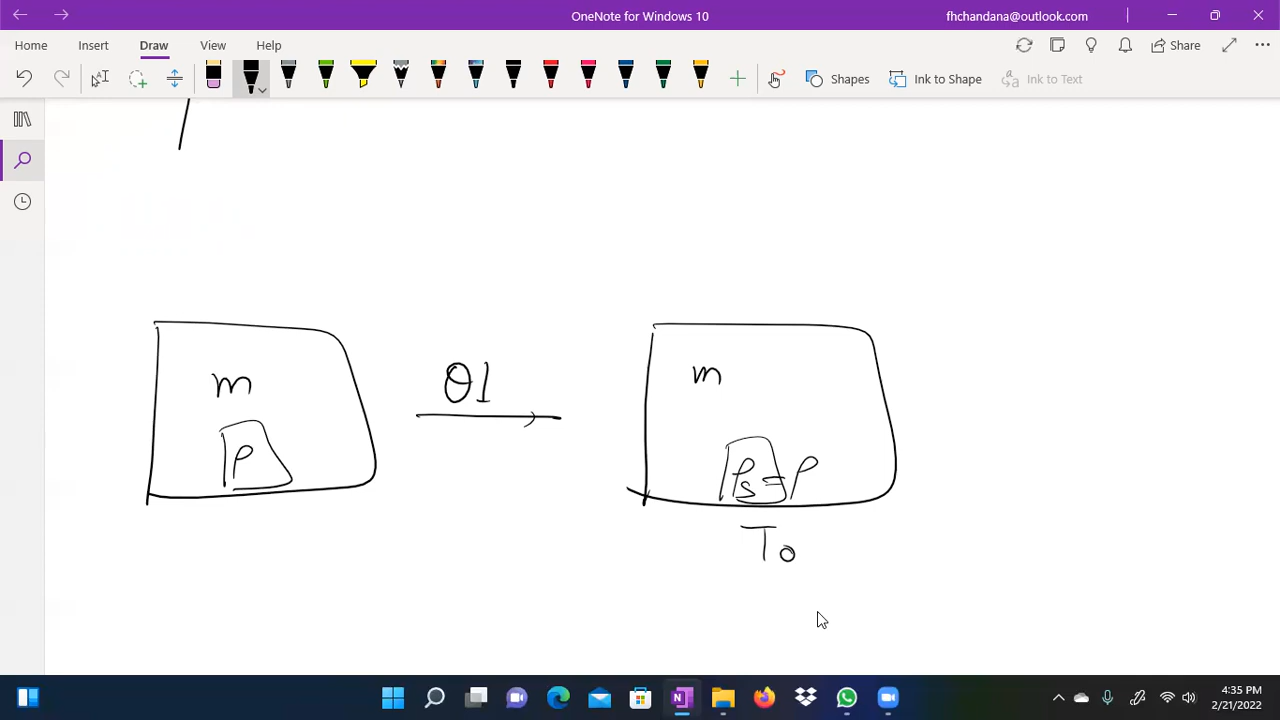 OneNote for Windows 10
fhchandana@outlook.com
Home Insert Draw View Help
Share
Shapes
Ink to Shape
Ink to Text
m
P
θ1
m
Ps = P
To
4:35 PM
2/21/2022